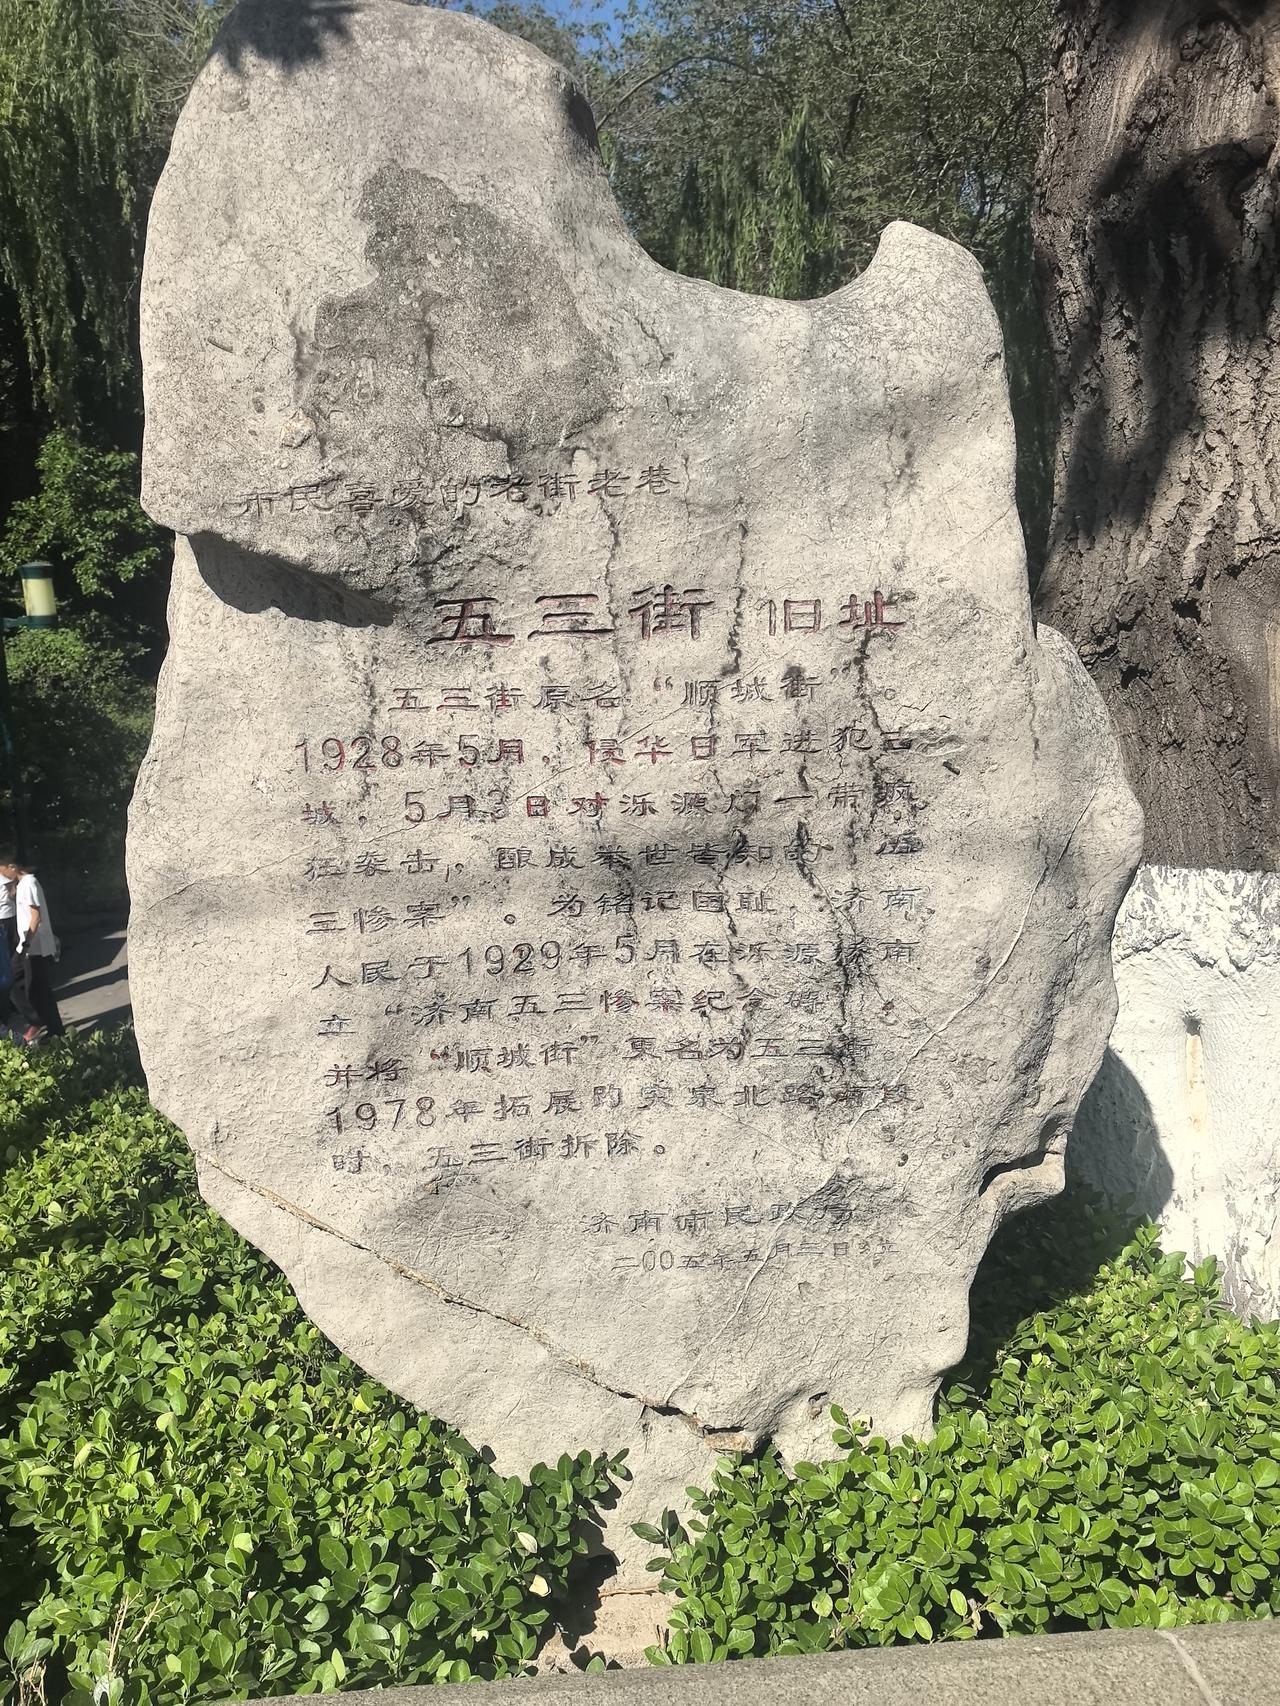 市民喜爱的老街老巷
五三街 旧址
五三街原名“顺城街”。
1928年5月，侵华日军进犯古
城，5月3日对泺源门一带疯
狂袭击，酿成举世皆知的“五
三惨案”。为铭记国耻，济南
人民于1929年5月在泺源 南
立“济南五三惨案纪念碑”，
并将“顺城街”更名为五三街
1978年拓展趵突泉北路南段
时，五三街拆除。
济南市民政局
二00五年五月三日立